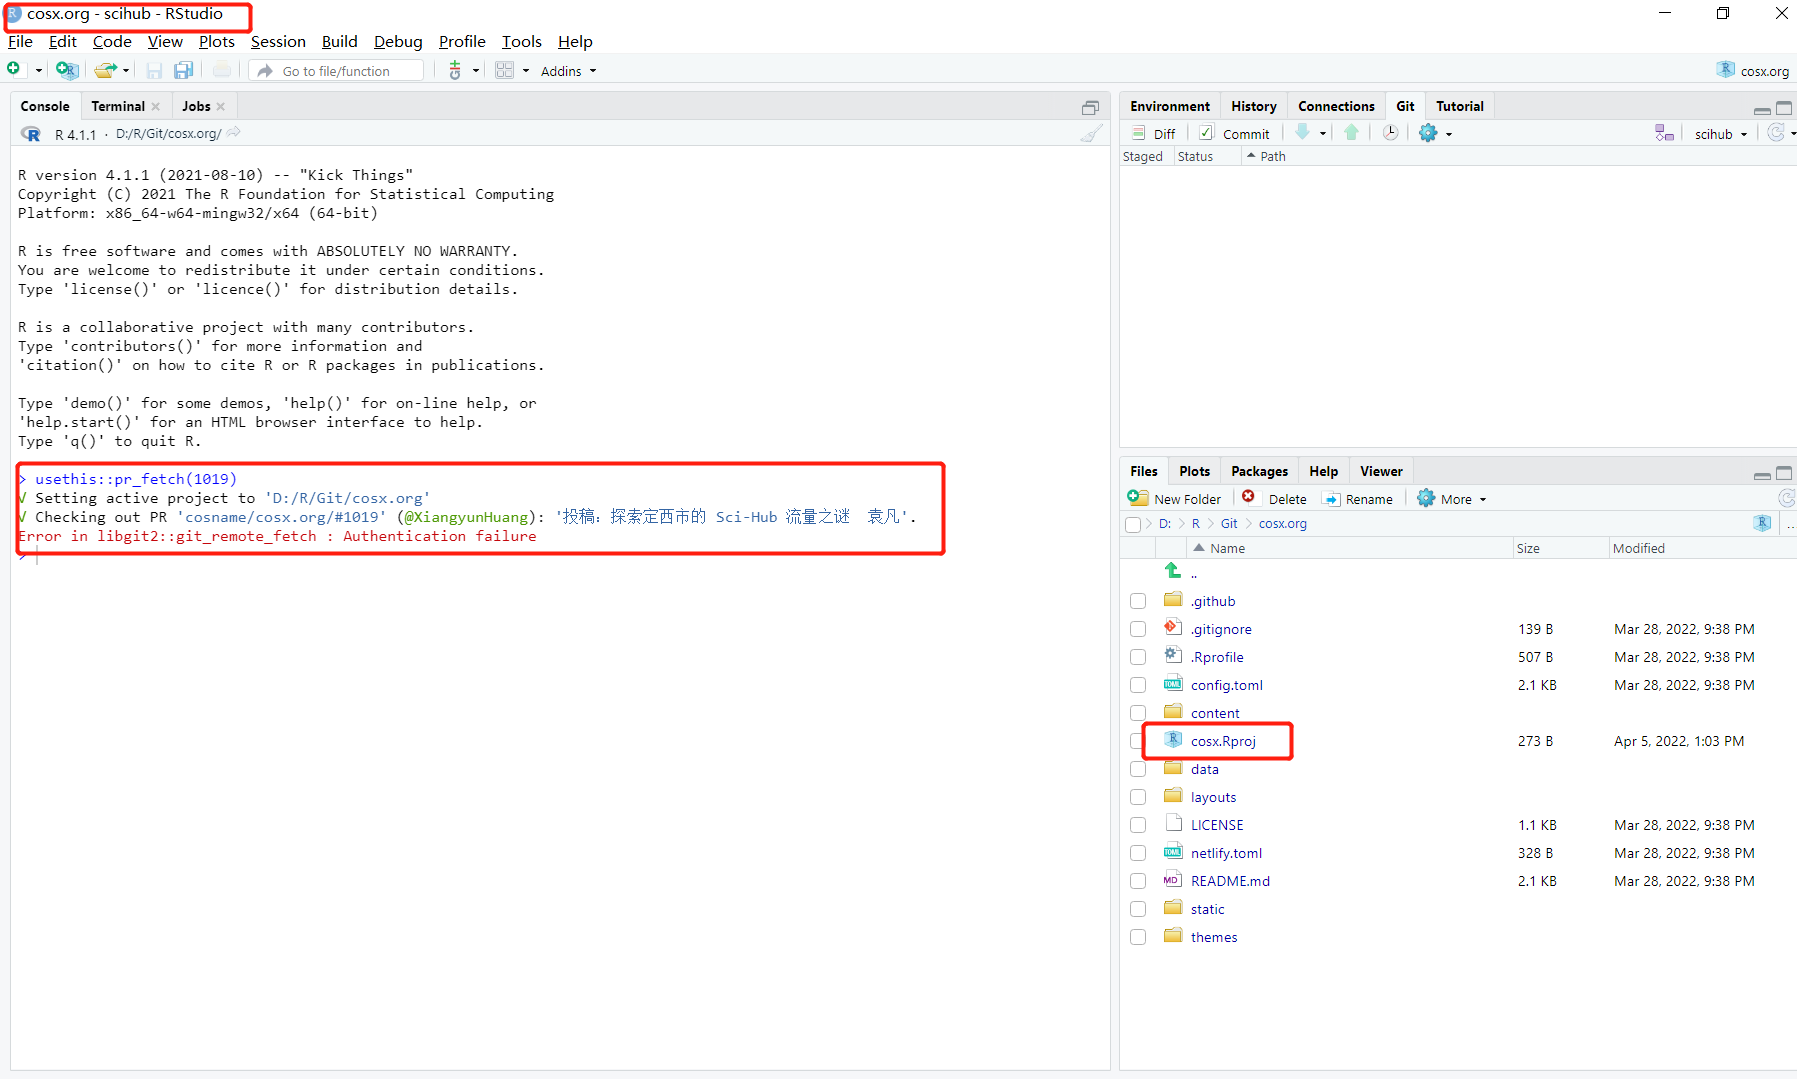 cosx.org - scihub - RStudio
File Edit Code View Plots Session Build Debug Profile Tools Help
Go to file/function Addins cosx.org
Console Terminal Jobs
R 4.1.1 · D:/R/Git/cosx.org/
R version 4.1.1 (2021-08-10) -- "Kick Things"
Copyright (C) 2021 The R Foundation for Statistical Computing
Platform: x86_64-w64-mingw32/x64 (64-bit)
R is free software and comes with ABSOLUTELY NO WARRANTY.
You are welcome to redistribute it under certain conditions.
Type 'license()' or 'licence()' for distribution details.
R is a collaborative project with many contributors.
Type 'contributors()' for more information and
'citation()' on how to cite R or R packages in publications.
Type 'demo()' for some demos, 'help()' for on-line help, or
'help.start()' for an HTML browser interface to help.
Type 'q()' to quit R.
> usethis::pr_fetch(1019)
√ Setting active project to 'D:/R/Git/cosx.org'
√ Checking out PR 'cosname/cosx.org/#1019' (@XiangyunHuang): '投稿：探索定西市的 Sci-Hub 流量之谜 袁凡'.
Error in libgit2::git_remote_fetch : Authentication failure
>
Environment History Connections Git Tutorial
Diff Commit scihub
Staged Status Path
Files Plots Packages Help Viewer
New Folder Delete Rename More
D: R Git cosx.org ...
Name Size Modified
..
.github
.gitignore 139 B Mar 28, 2022, 9:38 PM
.Rprofile 507 B Mar 28, 2022, 9:38 PM
config.toml 2.1 KB Mar 28, 2022, 9:38 PM
content
cosx.Rproj 273 B Apr 5, 2022, 1:03 PM
data
layouts
LICENSE 1.1 KB Mar 28, 2022, 9:38 PM
netlify.toml 328 B Mar 28, 2022, 9:38 PM
README.md 2.1 KB Mar 28, 2022, 9:38 PM
static
themes